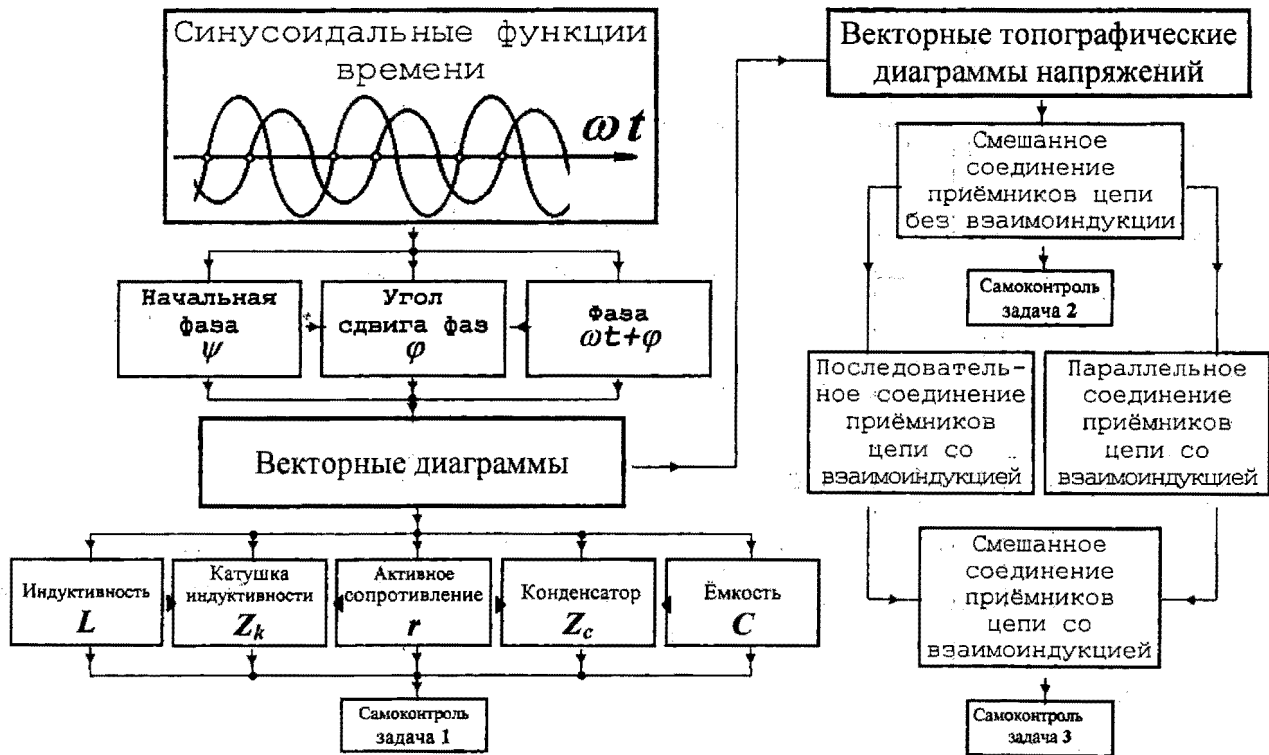 Синусоидальные функции
времени
ω t
Начальная
фаза
ψ
Угол
сдвига фаз
φ
Фаза
ωt+φ
Векторные диаграммы
Индуктивность
L
Катушка
индуктивности
Zk
Активное
сопротивление
r
Конденсатор
Zc
Ёмкость
C
Самоконтроль
задача 1
Векторные топографические
диаграммы напряжений
Смешанное
соединение
приёмников цепи
без взаимоиндукции
Самоконтроль
задача 2
Последователь-
ное соединение
приёмников
цепи со
взаимоиндукцией
Параллельное
соединение
приёмников
цепи со
взаимоиндукцией
Смешанное
соединение
приёмников
цепи со
взаимоиндукцией
Самоконтроль
задача 3